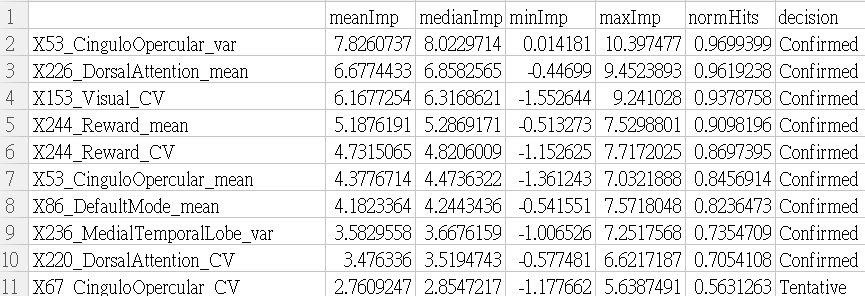 1 meanImp medianImp minImp maxImp normHits decision
2 X53_CinguloOpercular_var 7.8260737 8.0229714 0.014181 10.397477 0.9699399 Confirmed
3 X226_DorsalAttention_mean 6.6774433 6.8582565 -0.44699 9.4523893 0.9619238 Confirmed
4 X153_Visual_CV 6.1677254 6.3168621 -1.552644 9.241028 0.9378758 Confirmed
5 X244_Reward_mean 5.1876191 5.2869171 -0.513273 7.5298801 0.9098196 Confirmed
6 X244_Reward_CV 4.7315065 4.8206009 -1.152625 7.7172025 0.8697395 Confirmed
7 X53_CinguloOpercular_mean 4.3776714 4.4736322 -1.361243 7.0321888 0.8456914 Confirmed
8 X86_DefaultMode_mean 4.1823364 4.2443436 -0.541551 7.5718048 0.8236473 Confirmed
9 X236_MedialTemporalLobe_var 3.5829558 3.6676159 -1.006526 7.2517568 0.7354709 Confirmed
10 X220_DorsalAttention_CV 3.476336 3.5194743 -0.577481 6.6217187 0.7054108 Confirmed
11 X67_CinguloOpercular_CV 2.7609247 2.8547217 -1.177662 5.6387491 0.5631263 Tentative